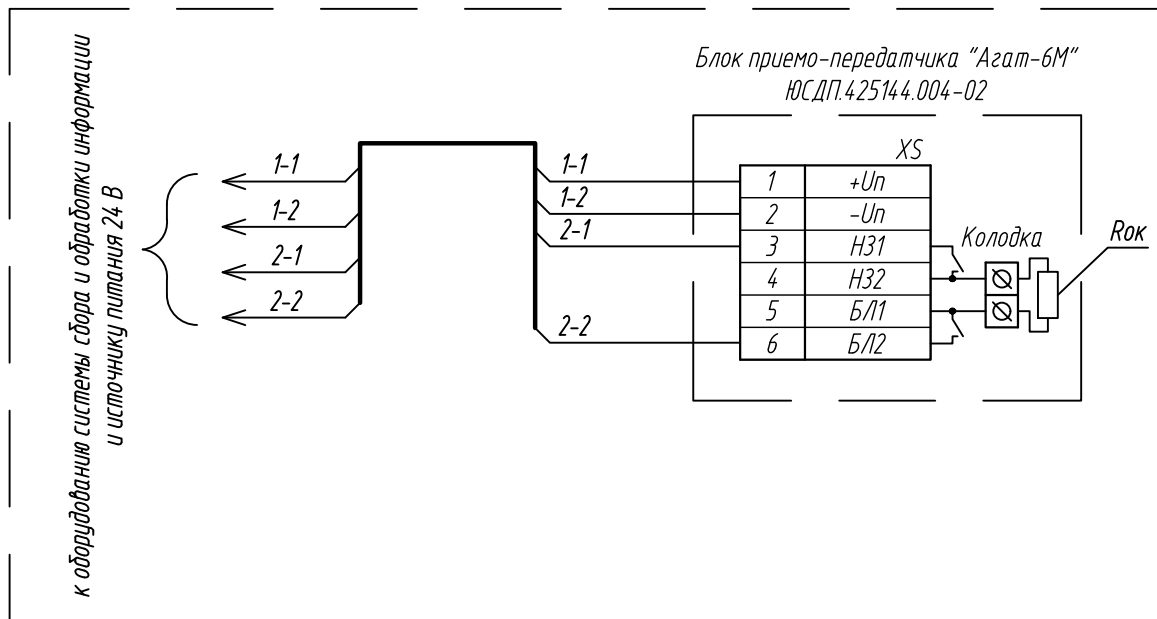 к оборудованию системы сбора и обработки информации
и источнику питания 24 В
1-1
1-2
2-1
2-2
1-1
1-2
2-1
2-2
Блок приемо-передатчика "Агат-6М"
ЮСДП.425144.004-02
XS
1 +Uп
2 -Uп
3 НЗ1
4 НЗ2
5 БЛ1
6 БЛ2
Колодка
Rок